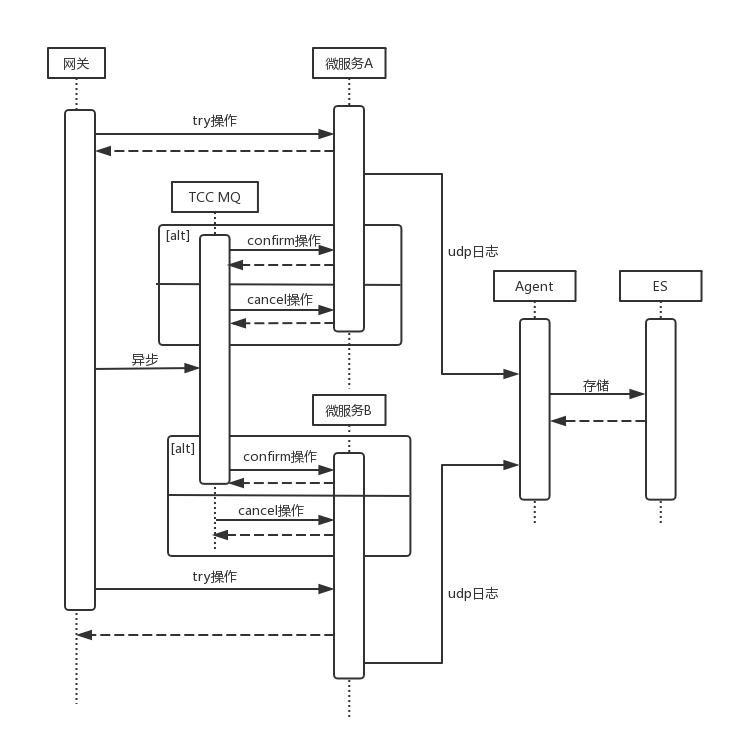 网关
微服务A
try操作
TCC MQ
[alt]
confirm操作
udp日志
Agent
ES
cancel操作
异步
存储
微服务B
[alt]
confirm操作
cancel操作
try操作
udp日志